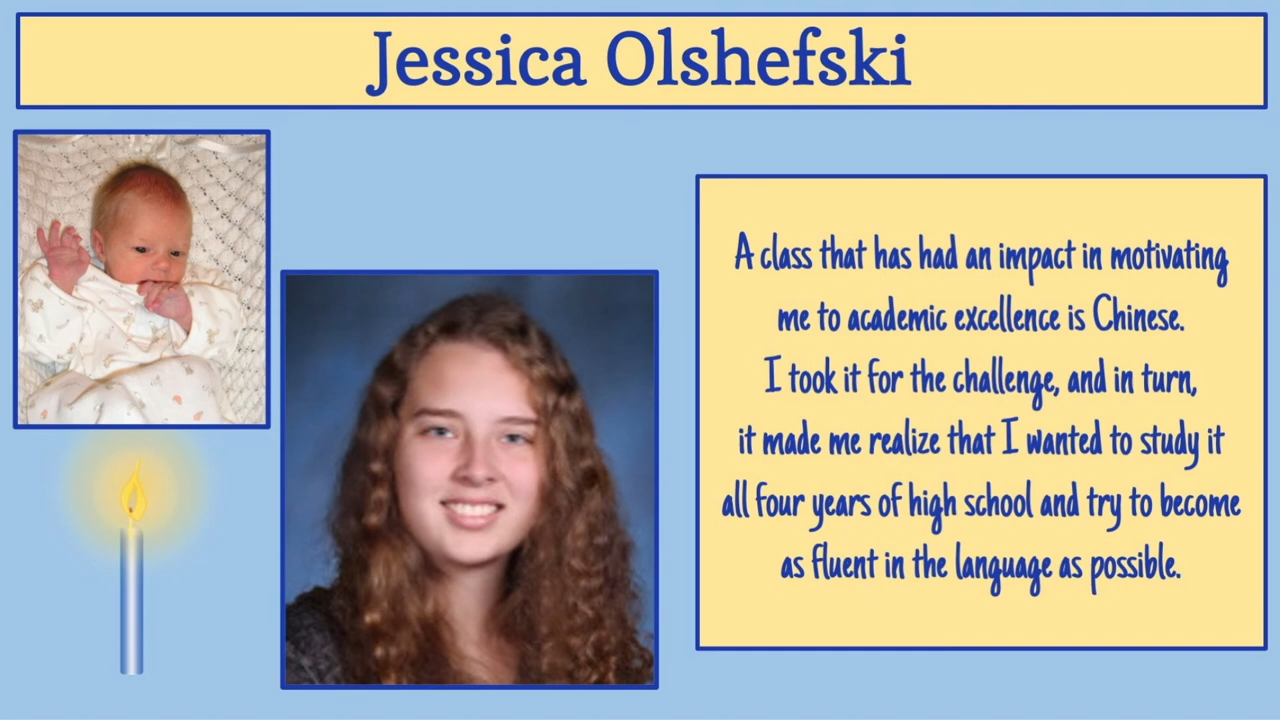 Jessica Olshefski
A class that has had an impact in motivating
me to academic excellence is Chinese.
I took it for the challenge, and in turn,
it made me realize that I wanted to study it
all four years of high school and try to become
as fluent in the language as possible.